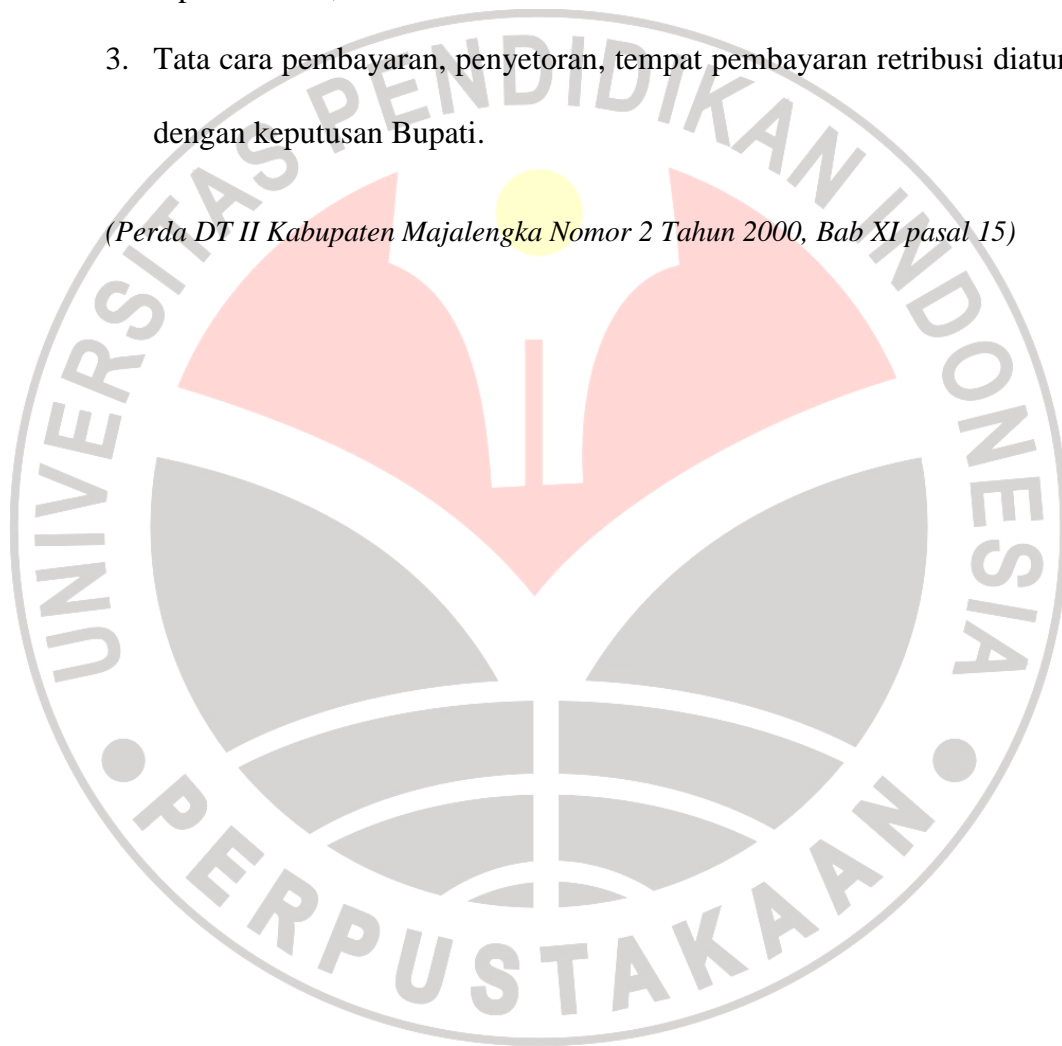 3. Tata cara pembayaran, penyetoran, tempat pembayaran retribusi diatur
dengan keputusan Bupati.
(Perda DT II Kabupaten Majalengka Nomor 2 Tahun 2000, Bab XI pasal 15)
UNIVERSITAS PENDIDIKAN INDONESIA
PERPUSTAKAAN